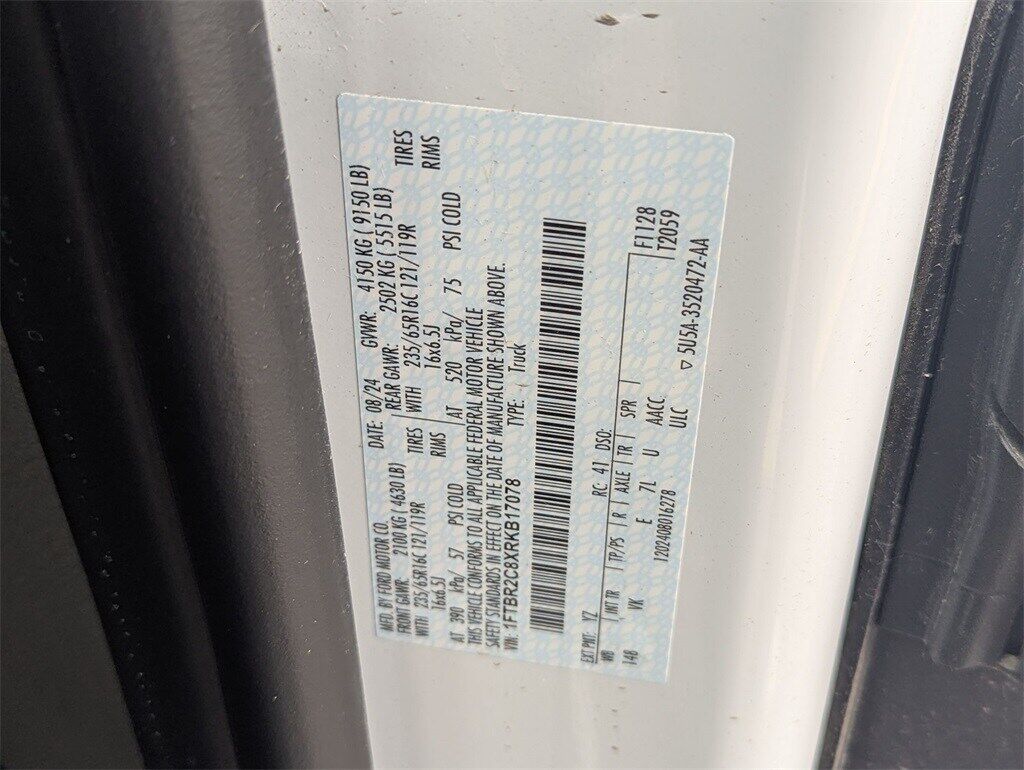 MFD. BY FORD MOTOR CO.
DATE: 08/24 GVWR: 4150 KG ( 9150 LB)
FRONT GAWR: 2100 KG ( 4630 LB) REAR GAWR: 2502 KG ( 5515 LB)
WITH 235/65R16C 121/119R TIRES WITH 235/65R16C 121/119R TIRES
16x6.5J RIMS 16x6.5J RIMS
AT 390 kPa/ 57 PSI COLD AT 520 kPa/ 75 PSI COLD
THIS VEHICLE CONFORMS TO ALL APPLICABLE FEDERAL MOTOR VEHICLE
SAFETY STANDARDS IN EFFECT ON THE DATE OF MANUFACTURE SHOWN ABOVE.
VIN: 1FTBR2C8XRKB17078 TYPE: Truck
EXT PNT: YZ RC: 41 DSO:
WB INT TR TP/PS R AXLE TR SPR F1128
148 VK E 7L U AACC T2059
1202408016278 ULC
▽ 5U5A-3520472-AA